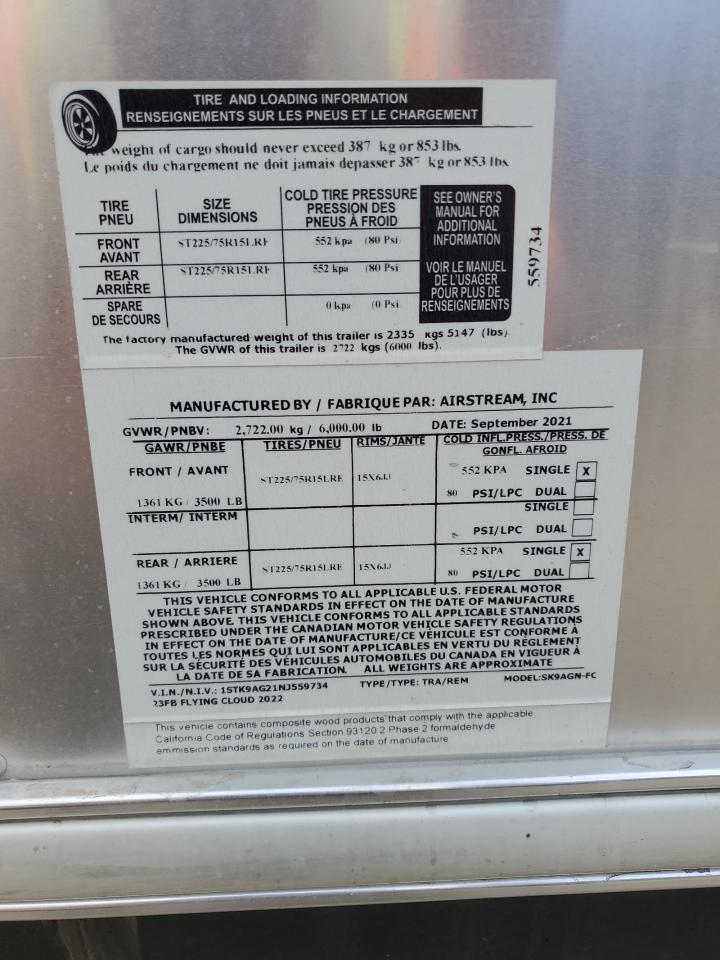 TIRE AND LOADING INFORMATION
RENSEIGNEMENTS SUR LES PNEUS ET LE CHARGEMENT
weight of cargo should never exceed 387 kg or 853 lbs.
Le poids du chargement ne doit jamais depasser 387 kg or 853 lbs.
TIRE PNEU SIZE DIMENSIONS COLD TIRE PRESSURE PRESSION DES PNEUS À FROID
FRONT AVANT ST225/75R15LRE 552 kpa (80 Psi
REAR ARRIÈRE ST225/75R15LRE 552 kpa (80 Psi
SPARE DE SECOURS 0 kpa (0 Psi
SEE OWNER'S
MANUAL FOR
ADDITIONAL
INFORMATION
VOIR LE MANUEL
DE L'USAGER
POUR PLUS DE
RENSEIGNEMENTS
559734
The factory manufactured weight of this trailer is 2335 kgs 5147 (lbs).
The GVWR of this trailer is 2722 kgs (6000 lbs).
MANUFACTURED BY / FABRIQUE PAR: AIRSTREAM, INC
GVWR/PNBV: 2,722.00 kg / 6,000.00 lb DATE: September 2021
GAWR/PNBE TIRES/PNEU RIMS/JANTE COLD INFL.PRESS./PRESS. DE
GONFL. AFROID
FRONT / AVANT ST225/75R15LRE 15X6JJ 552 KPA SINGLE X
1361 KG / 3500 LB 80 PSI/LPC DUAL
INTERM/ INTERM SINGLE
PSI/LPC DUAL
REAR / ARRIERE ST225/75R15LRE 15X6JJ 552 KPA SINGLE X
1361 KG / 3500 LB 80 PSI/LPC DUAL
THIS VEHICLE CONFORMS TO ALL APPLICABLE U.S. FEDERAL MOTOR
VEHICLE SAFETY STANDARDS IN EFFECT ON THE DATE OF MANUFACTURE
SHOWN ABOVE. THIS VEHICLE CONFORMS TO ALL APPLICABLE STANDARDS
PRESCRIBED UNDER THE CANADIAN MOTOR VEHICLE SAFETY REGULATIONS
IN EFFECT ON THE DATE OF MANUFACTURE/CE VÉHICULE EST CONFORME À
TOUTES LES NORMES QUI LUI SONT APPLICABLES EN VERTU DU RÉGLEMENT
SUR LA SÉCURITÉ DES VÉHICULES AUTOMOBILES DU CANADA EN VIGUEUR À
LA DATE DE SA FABRICATION. ALL WEIGHTS ARE APPROXIMATE
V.I.N./N.I.V.: 1STK9AG21NJ559734 TYPE/TYPE: TRA/REM MODEL:SK9AGN-FC
23FB FLYING CLOUD 2022
This vehicle contains composite wood products that comply with the applicable
California Code of Regulations Section 93120.2 Phase 2 formaldehyde
emmission standards as required on the date of manufacture